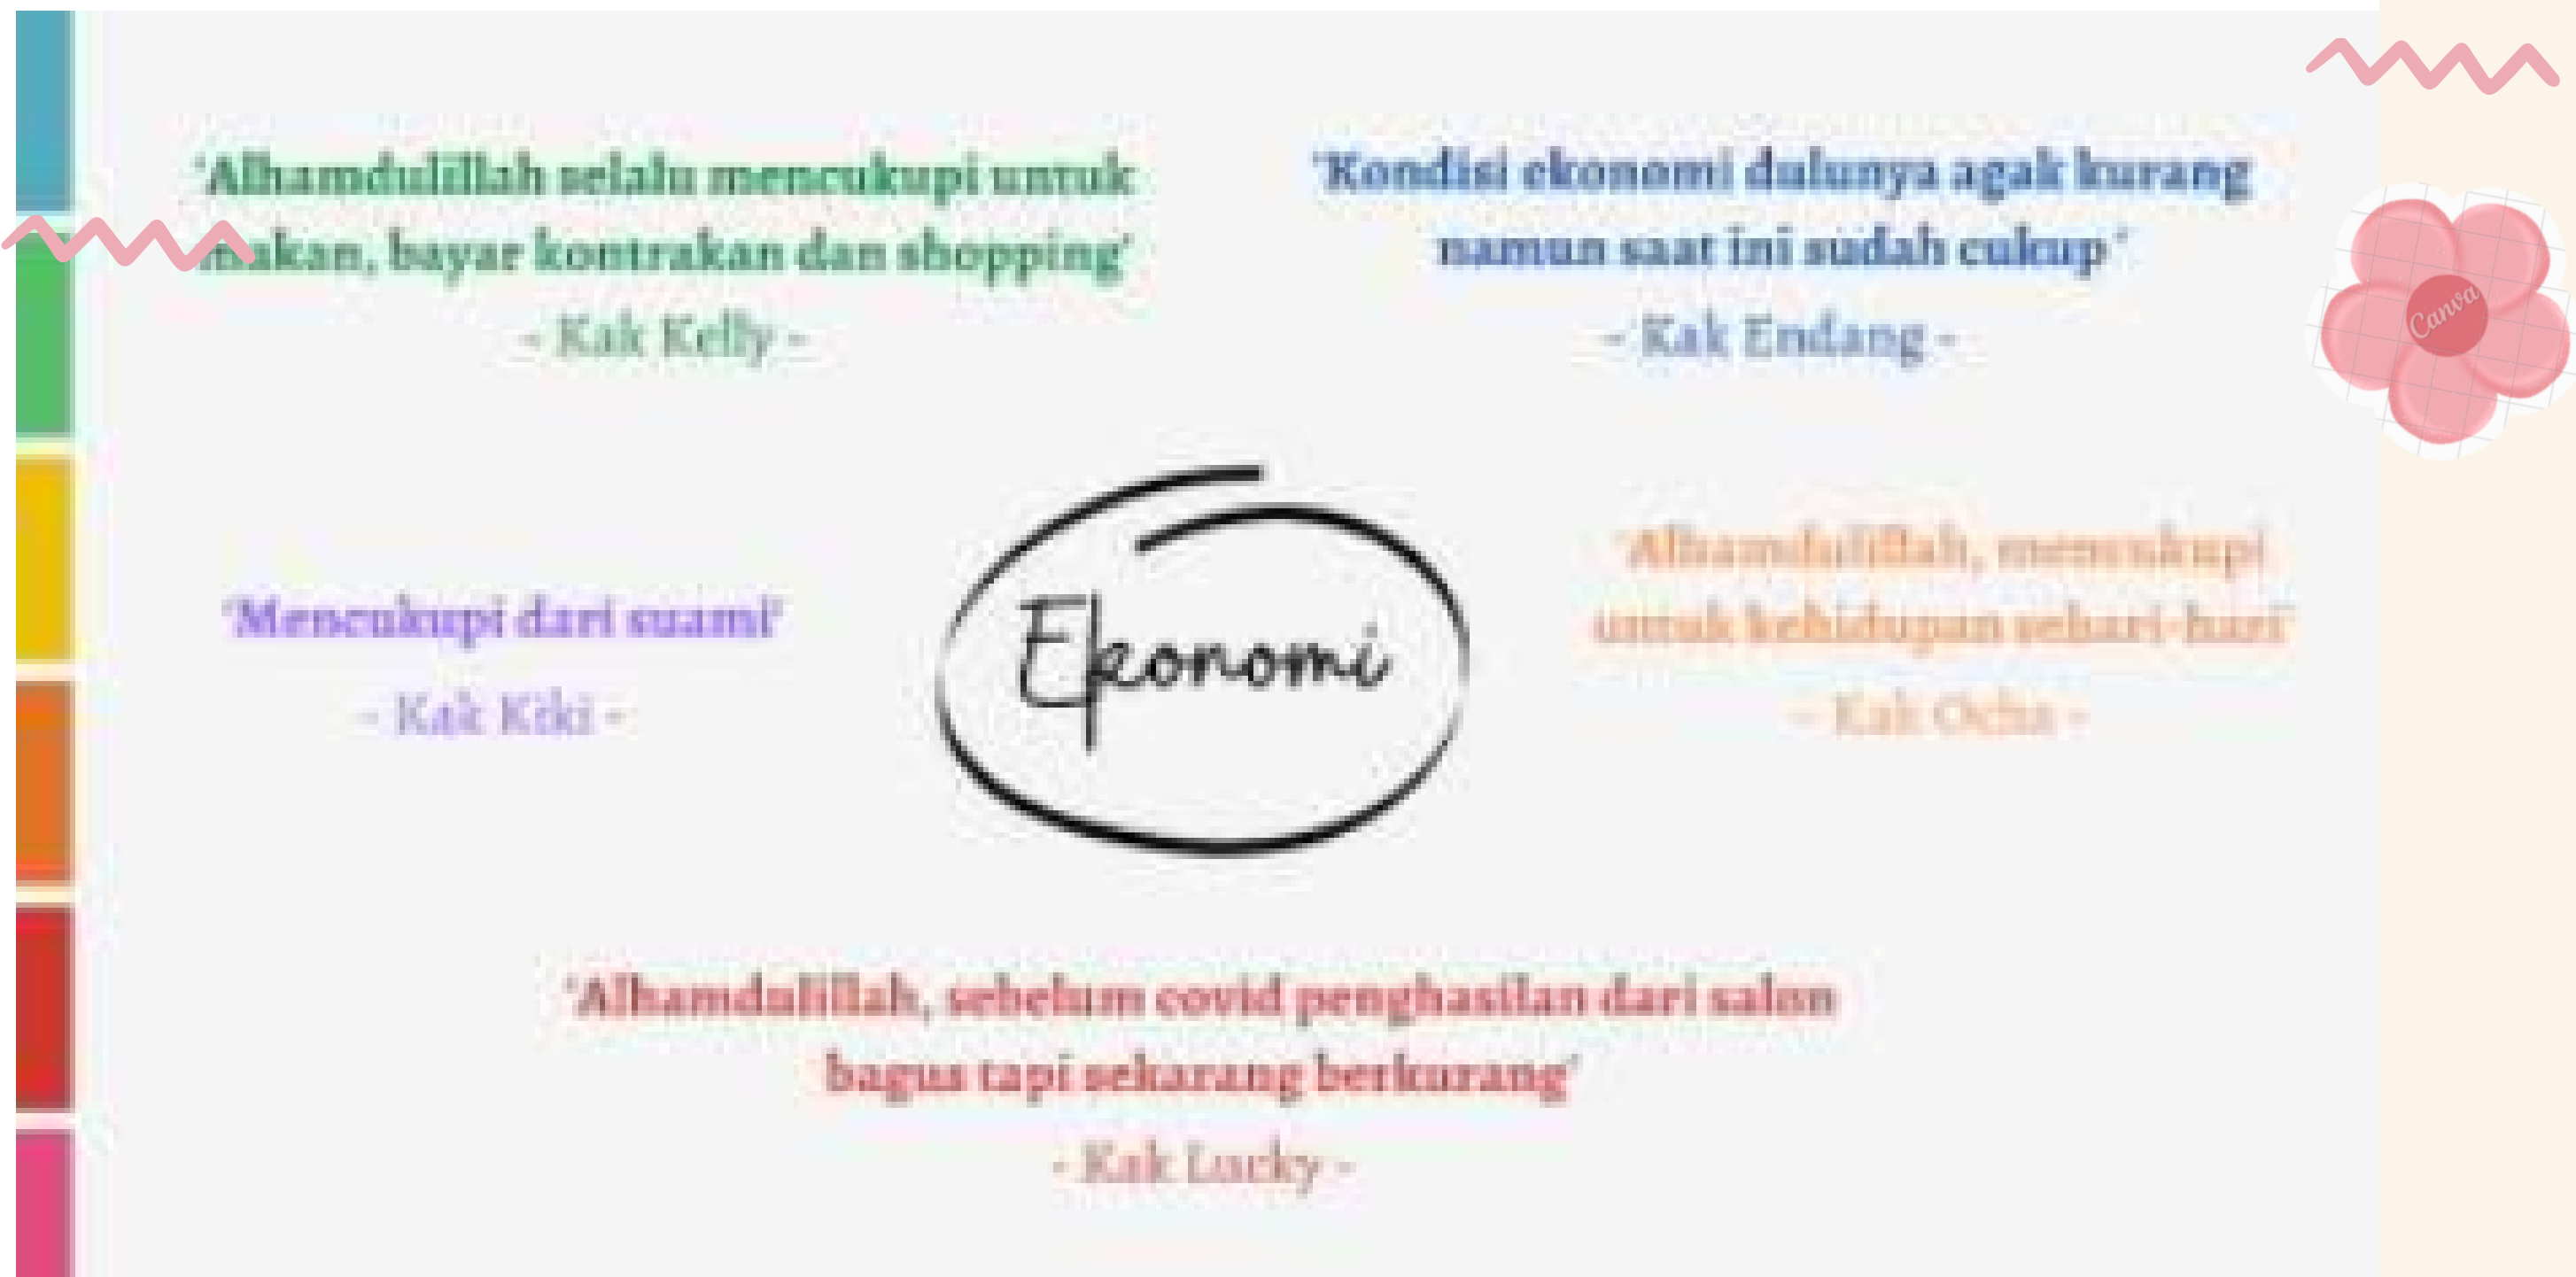 'Alhamdulillah selalu mencukupi untuk
makan, bayar kontrakan dan shopping'
- Kak Kelly -
'Kondisi ekonomi dulunya agak kurang
namun saat ini sudah cukup'
- Kak Endang -
Canva
'Mencukupi dari suami'
- Kak Kiki -
Ekonomi
'Alhamdulillah, mencukupi
untuk kehidupan sehari-hari'
- Kak Ocha -
'Alhamdulillah, sebelum covid penghasilan dari salon
bagus tapi sekarang berkurang'
- Kak Lucky -